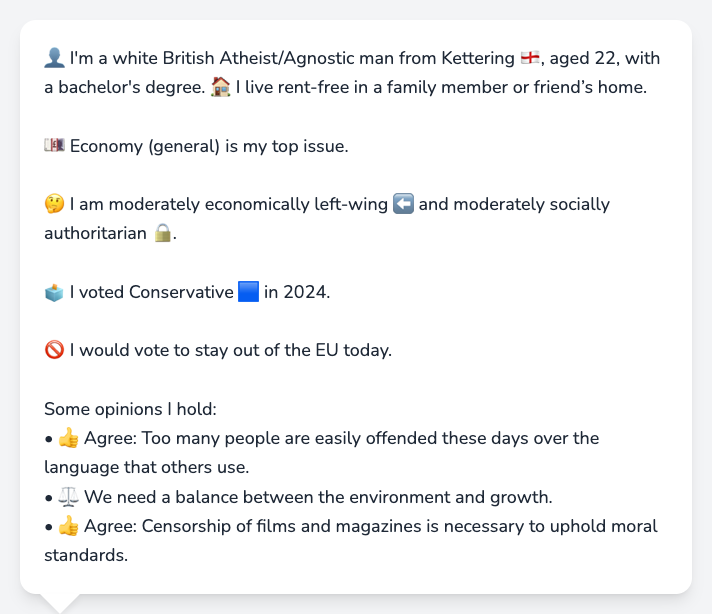 👤 I'm a white British Atheist/Agnostic man from Kettering 🏴󠁧󠁢󠁥󠁮󠁧󠁿, aged 22, with
a bachelor's degree. 🏠 I live rent-free in a family member or friend’s home.
💷 Economy (general) is my top issue.
🤔 I am moderately economically left-wing ⬅️ and moderately socially
authoritarian 🔒.
🗳️ I voted Conservative 🟦 in 2024.
🚫 I would vote to stay out of the EU today.
Some opinions I hold:
• 👍 Agree: Too many people are easily offended these days over the
language that others use.
• ⚖️ We need a balance between the environment and growth.
• 👍 Agree: Censorship of films and magazines is necessary to uphold moral
standards.